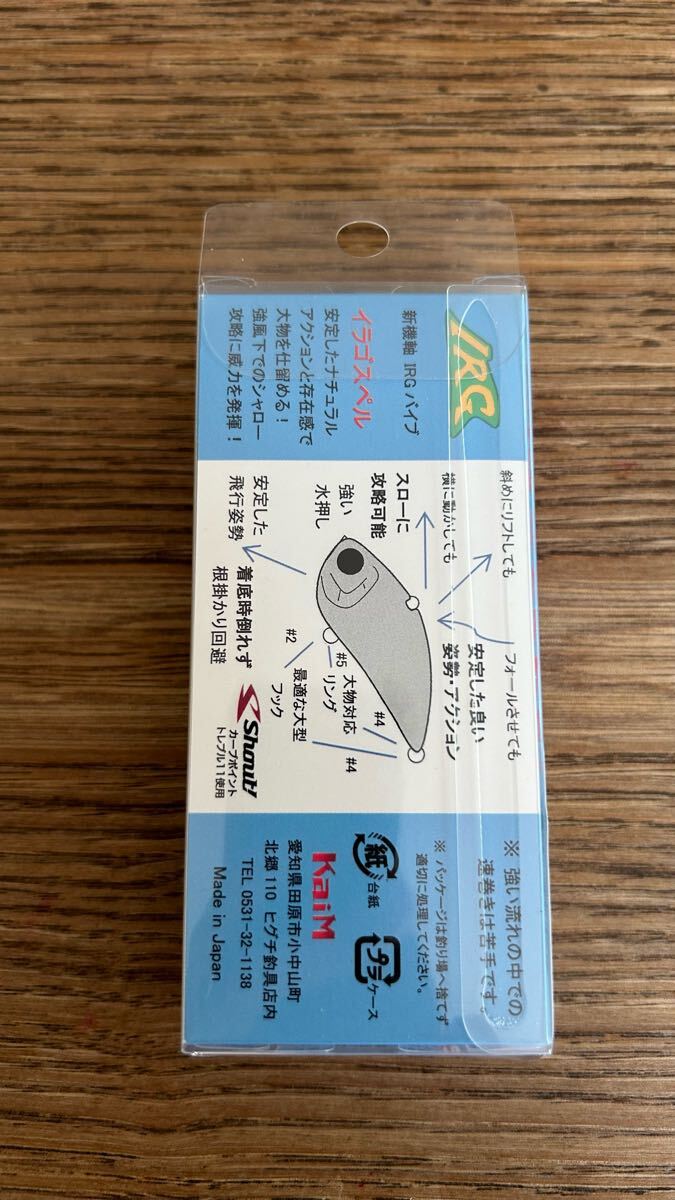 IRG
新機軸 IRG バイブ
イラゴスペル
安定したナチュラル
アクションと存在感で
大物を仕留める！
強風下でのシャロー
攻略に威力を発揮！
斜めにリフトしても
横に動かしても
フォールさせても
安定した良い
姿勢・アクション
スローに
攻略可能
強い
水押し
安定した
飛行姿勢
着底時倒れず
根掛かり回避
#4
#5 大物対応
リング
#2 最適な大型
フック
#4
Shout!
カーブポイント
トレブル11使用
※ 強い流れの中での
速巻きは苦手です。
※ パッケージは釣り場へ捨てず
適切に処理してください。
紙 台紙
プラ ケース
KaiM
愛知県田原市小中山町
北郷 110 ヒグチ釣具店内
TEL 0531-32-1138
Made in Japan